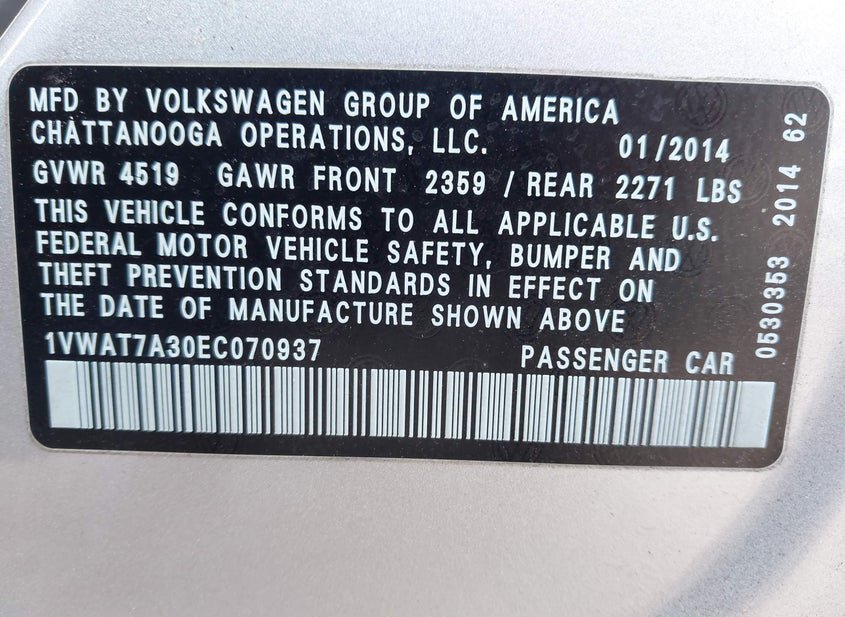 MFD BY VOLKSWAGEN GROUP OF AMERICA
CHATTANOOGA OPERATIONS, LLC. 01/2014
GVWR 4519 GAWR FRONT 2359 / REAR 2271 LBS
THIS VEHICLE CONFORMS TO ALL APPLICABLE U.S.
FEDERAL MOTOR VEHICLE SAFETY, BUMPER AND
THEFT PREVENTION STANDARDS IN EFFECT ON
THE DATE OF MANUFACTURE SHOWN ABOVE
1VWAT7A30EC070937 PASSENGER CAR
0530353 2014 62